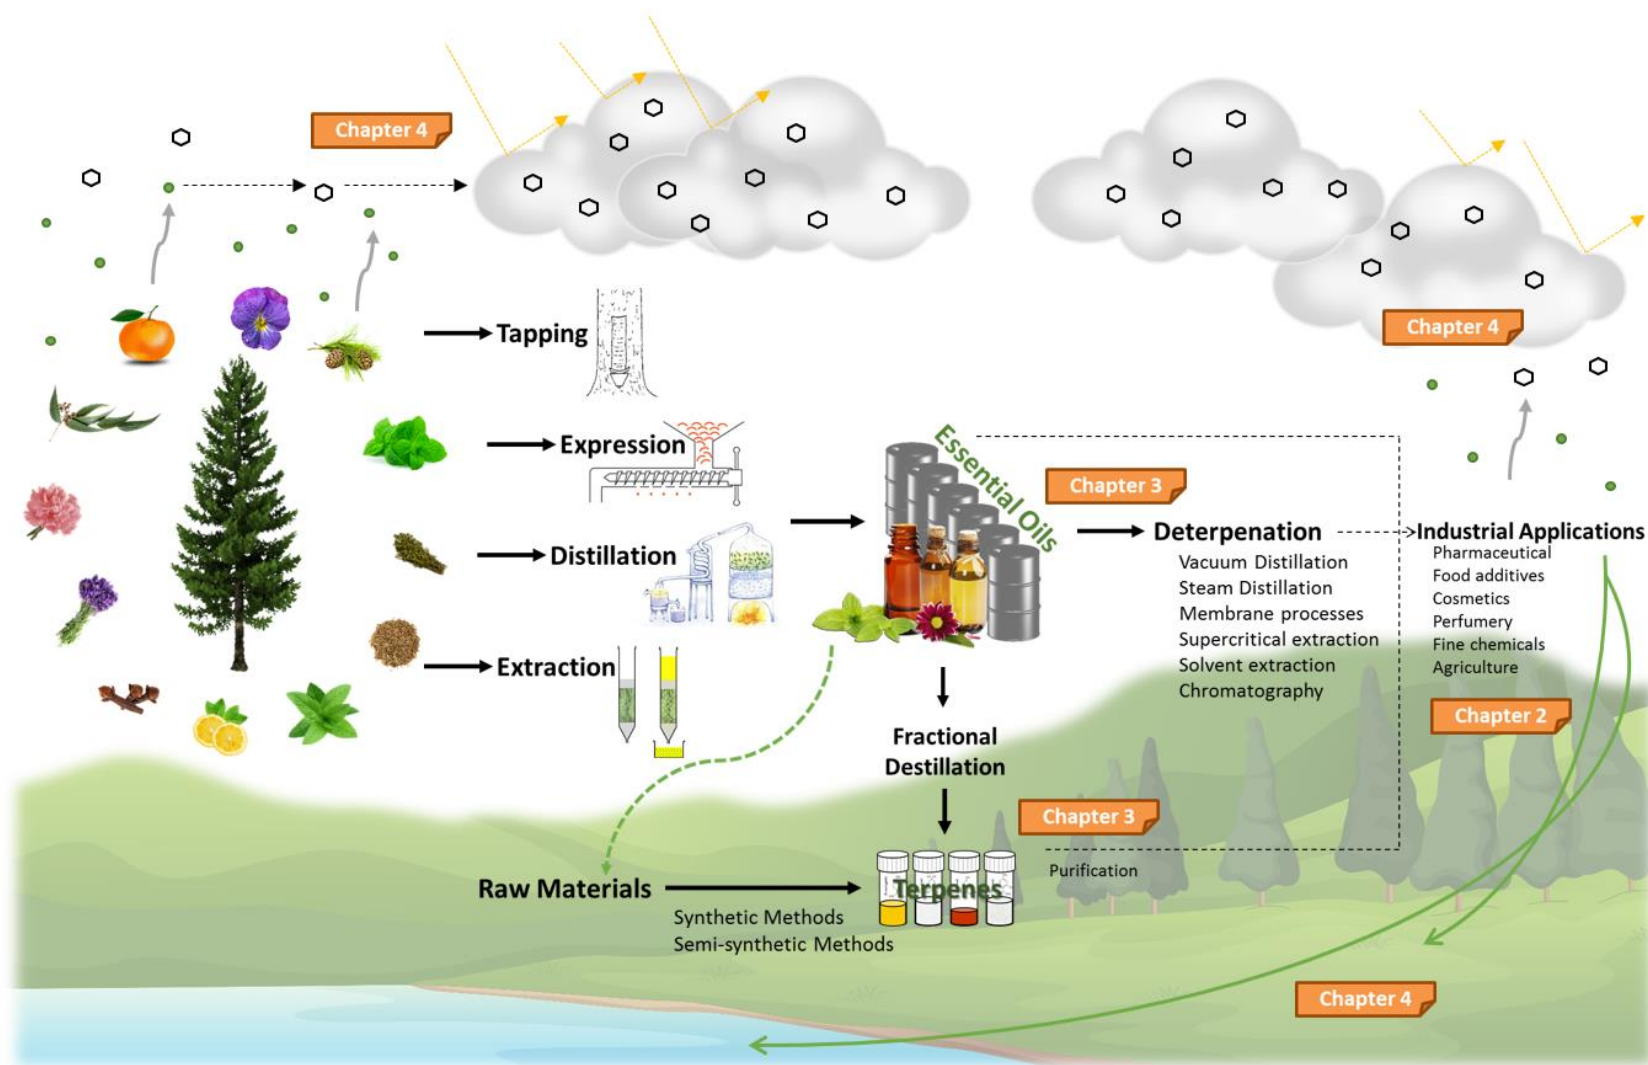 Chapter 4
Chapter 4
Tapping
Expression
Distillation
Extraction
Essential Oils
Chapter 3
Deterpenation
Vacuum Distillation
Steam Distillation
Membrane processes
Supercritical extraction
Solvent extraction
Chromatography
Industrial Applications
Pharmaceutical
Food additives
Cosmetics
Perfumery
Fine chemicals
Agriculture
Chapter 2
Fractional
Destillation
Chapter 3
Purification
Raw Materials
Synthetic Methods
Semi-synthetic Methods
Terpenes
Chapter 4